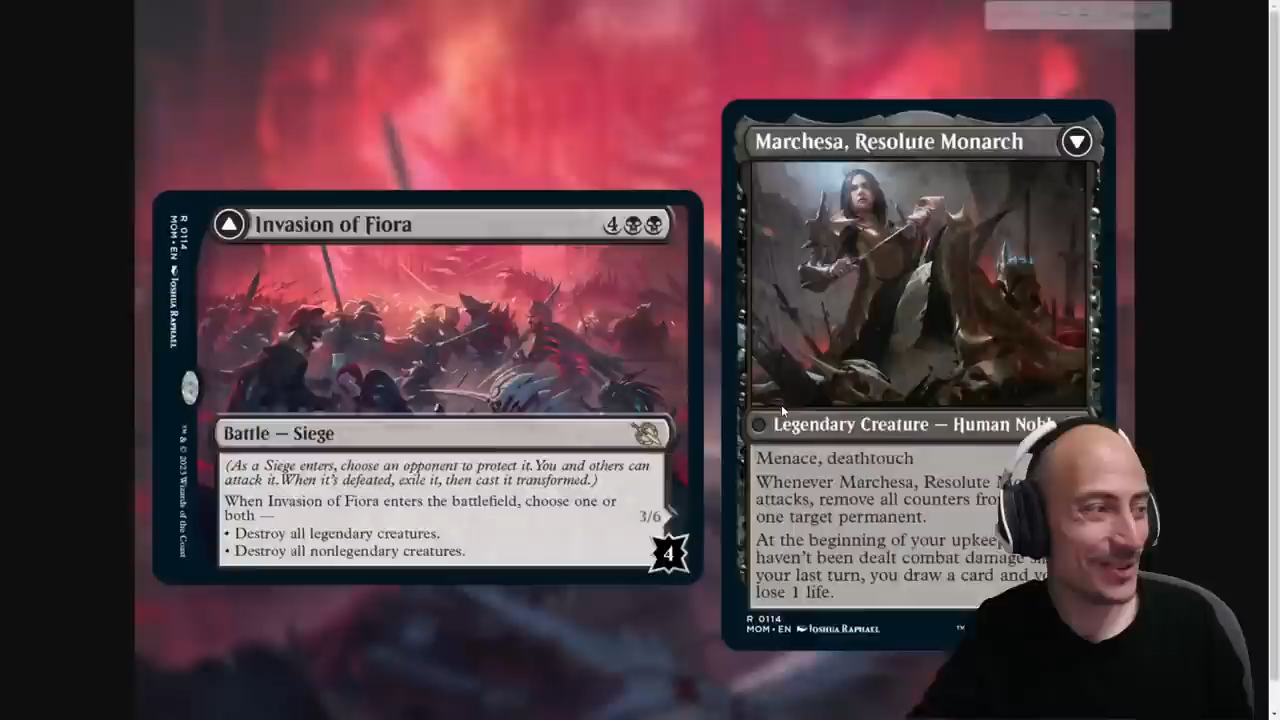 Invasion of Fiora
4
R 0114
MOM • EN JOSHUA RAPHAEL
™ & © 2023 Wizards of the Coast
Battle — Siege
(As a Siege enters, choose an opponent to protect it. You and others can
attack it. When it's defeated, exile it, then cast it transformed.)
When Invasion of Fiora enters the battlefield, choose one or
both —
• Destroy all legendary creatures.
• Destroy all nonlegendary creatures.
3/6
4
Marchesa, Resolute Monarch
Legendary Creature — Human
Menace, deathtouch
Whenever Marchesa, Resolute
attacks, remove all counters
one target permanent.
At the beginning of your
haven't been dealt combat damage
your last turn, you draw a card and
lose 1 life.
R 0114
MOM • EN JOSHUA RAPHAEL
™